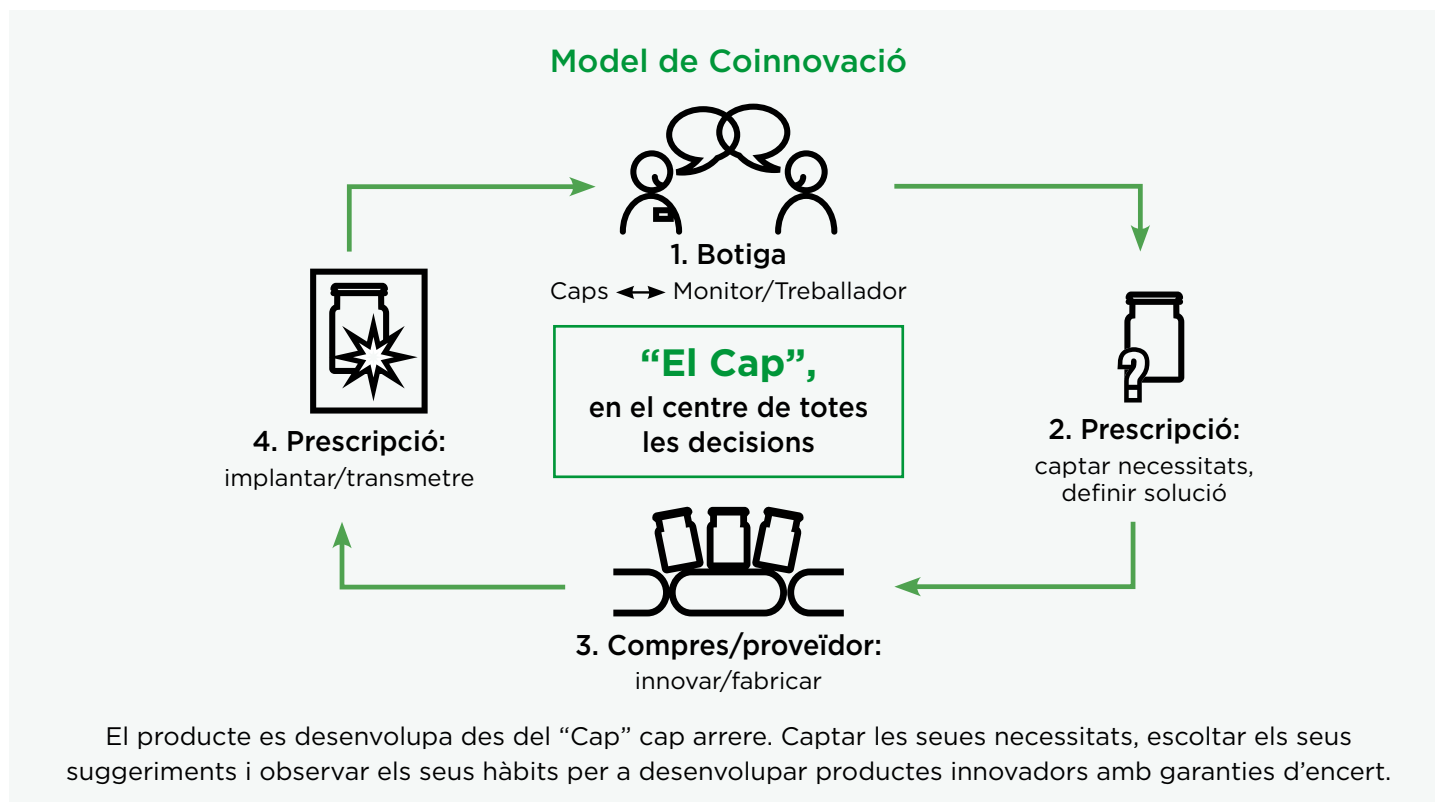 Model de Coinnovació
1. Botiga
Caps ↔ Monitor/Treballador
“El Cap”,
en el centre de totes
les decisions
2. Prescripció:
captar necessitats,
definir solució
3. Compres/proveïdor:
innovar/fabricar
4. Prescripció:
implantar/transmetre
El producte es desenvolupa des del “Cap” cap arrere. Captar les seues necessitats, escoltar els seus
suggeriments i observar els seus hàbits per a desenvolupar productes innovadors amb garanties d’encert.